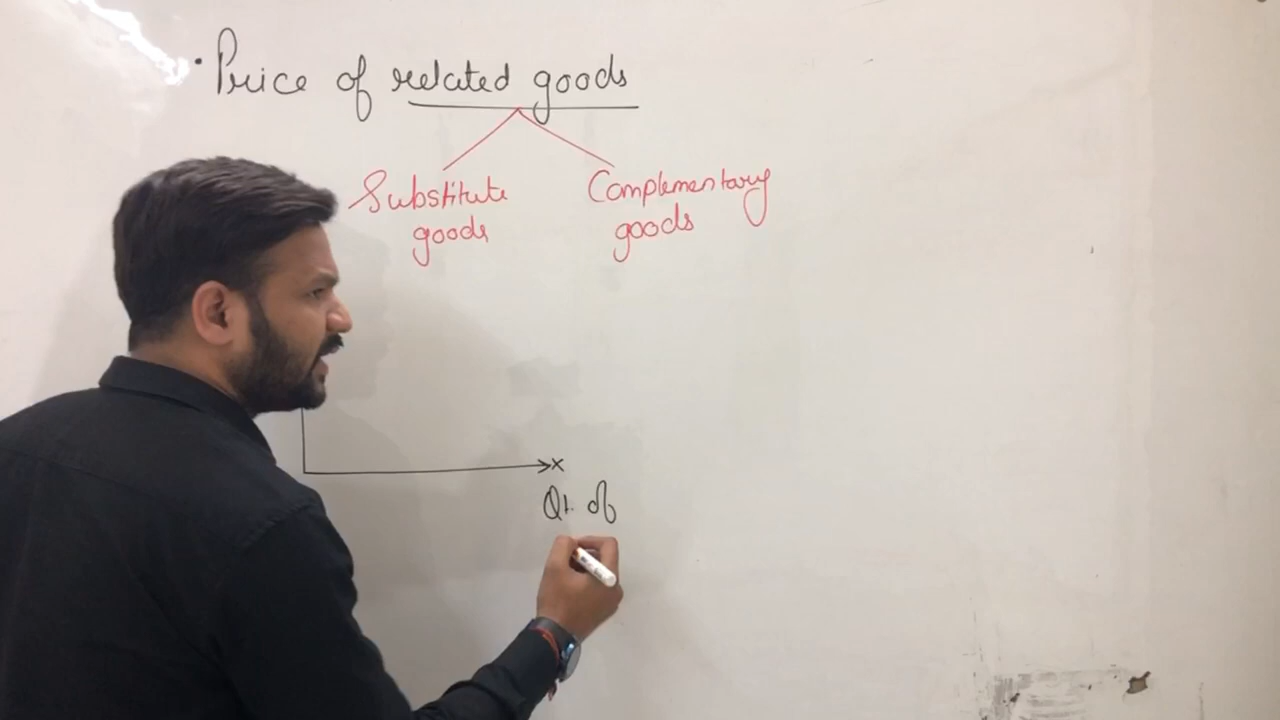 • Price of related goods
Substitute goods
Complementary goods
x
Qt. of